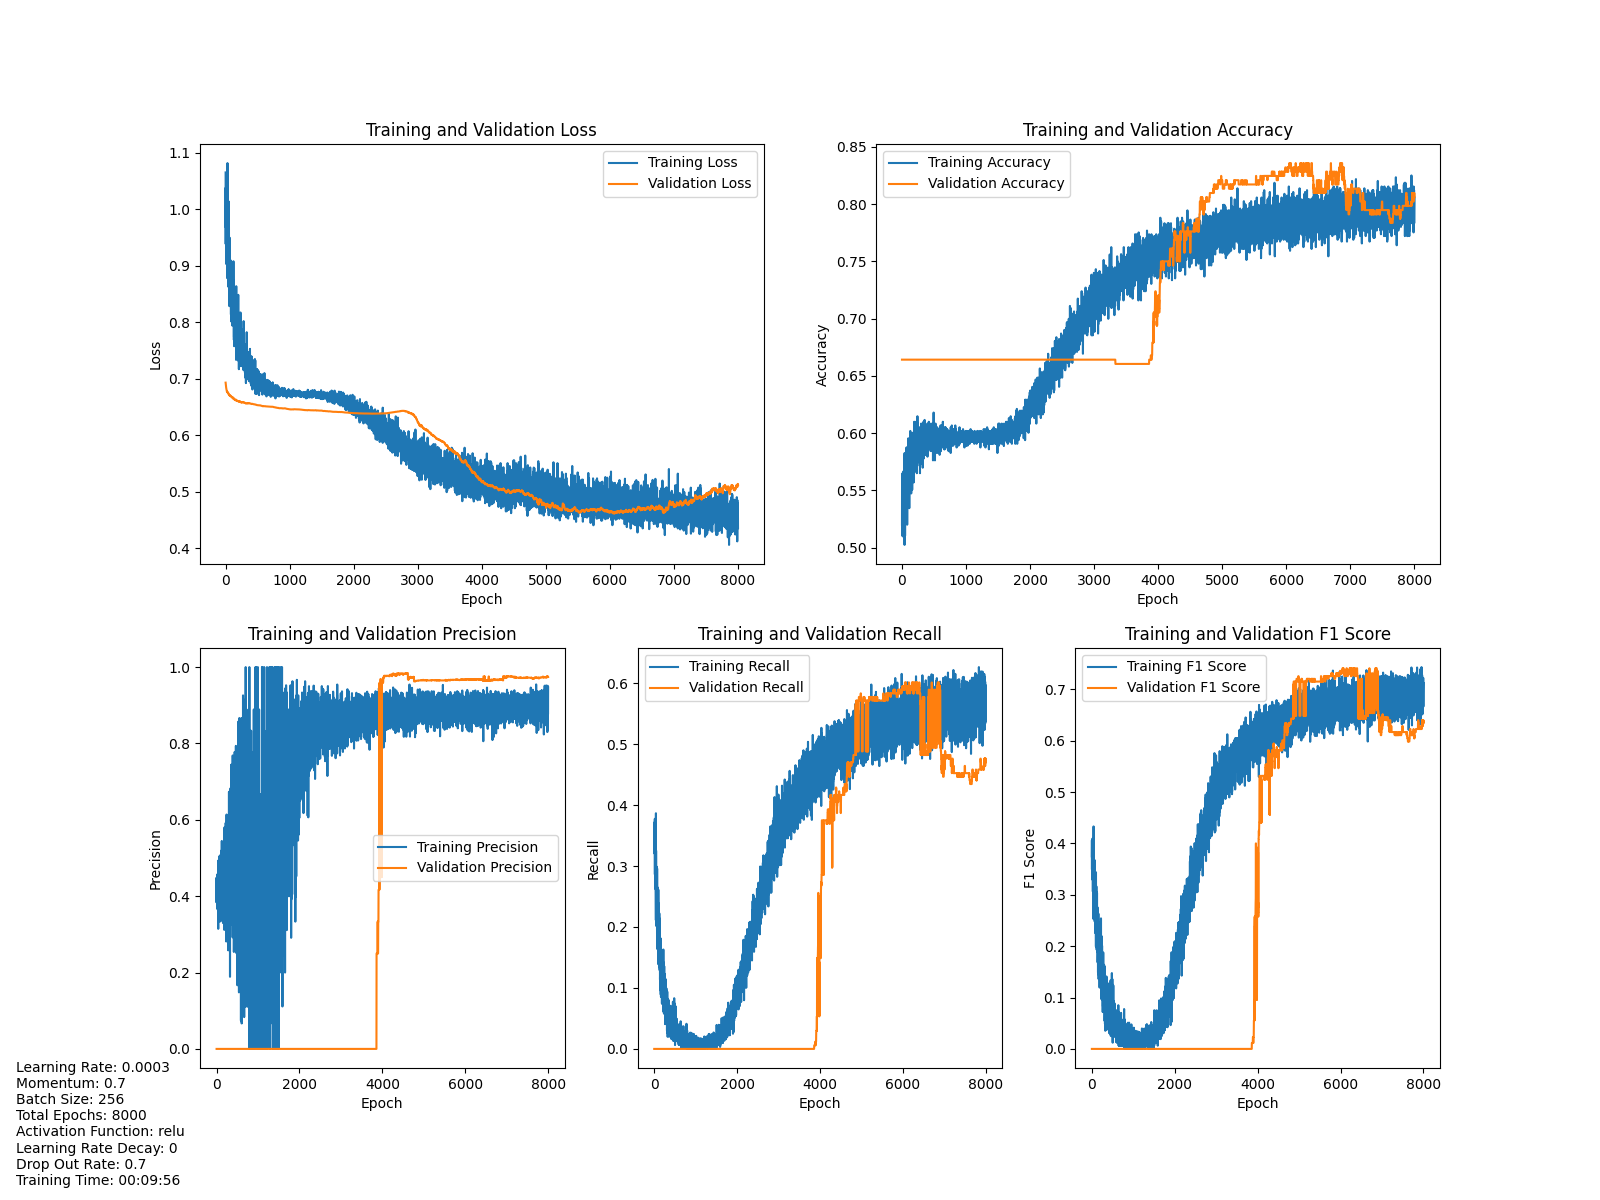 Training and Validation Loss
1.1
1.0
0.9
0.8
0.7
0.6
0.5
0.4
Loss
Training Loss
Validation Loss
0 1000 2000 3000 4000 5000 6000 7000 8000
Epoch
Training and Validation Accuracy
0.85
0.80
0.75
0.70
0.65
0.60
0.55
0.50
Accuracy
Training Accuracy
Validation Accuracy
0 1000 2000 3000 4000 5000 6000 7000 8000
Epoch
Training and Validation Precision
1.0
0.8
0.6
0.4
0.2
0.0
Precision
Training Precision
Validation Precision
0 2000 4000 6000 8000
Epoch
Training and Validation Recall
0.6
0.5
0.4
0.3
0.2
0.1
0.0
Recall
Training Recall
Validation Recall
0 2000 4000 6000 8000
Epoch
Training and Validation F1 Score
0.7
0.6
0.5
0.4
0.3
0.2
0.1
0.0
F1 Score
Training F1 Score
Validation F1 Score
0 2000 4000 6000 8000
Epoch
Learning Rate: 0.0003
Momentum: 0.7
Batch Size: 256
Total Epochs: 8000
Activation Function: relu
Learning Rate Decay: 0
Drop Out Rate: 0.7
Training Time: 00:09:56